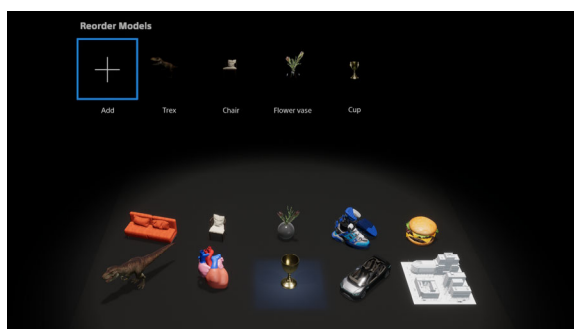 Reorder Models
Add
Trex
Chair
Flower vase
Cup